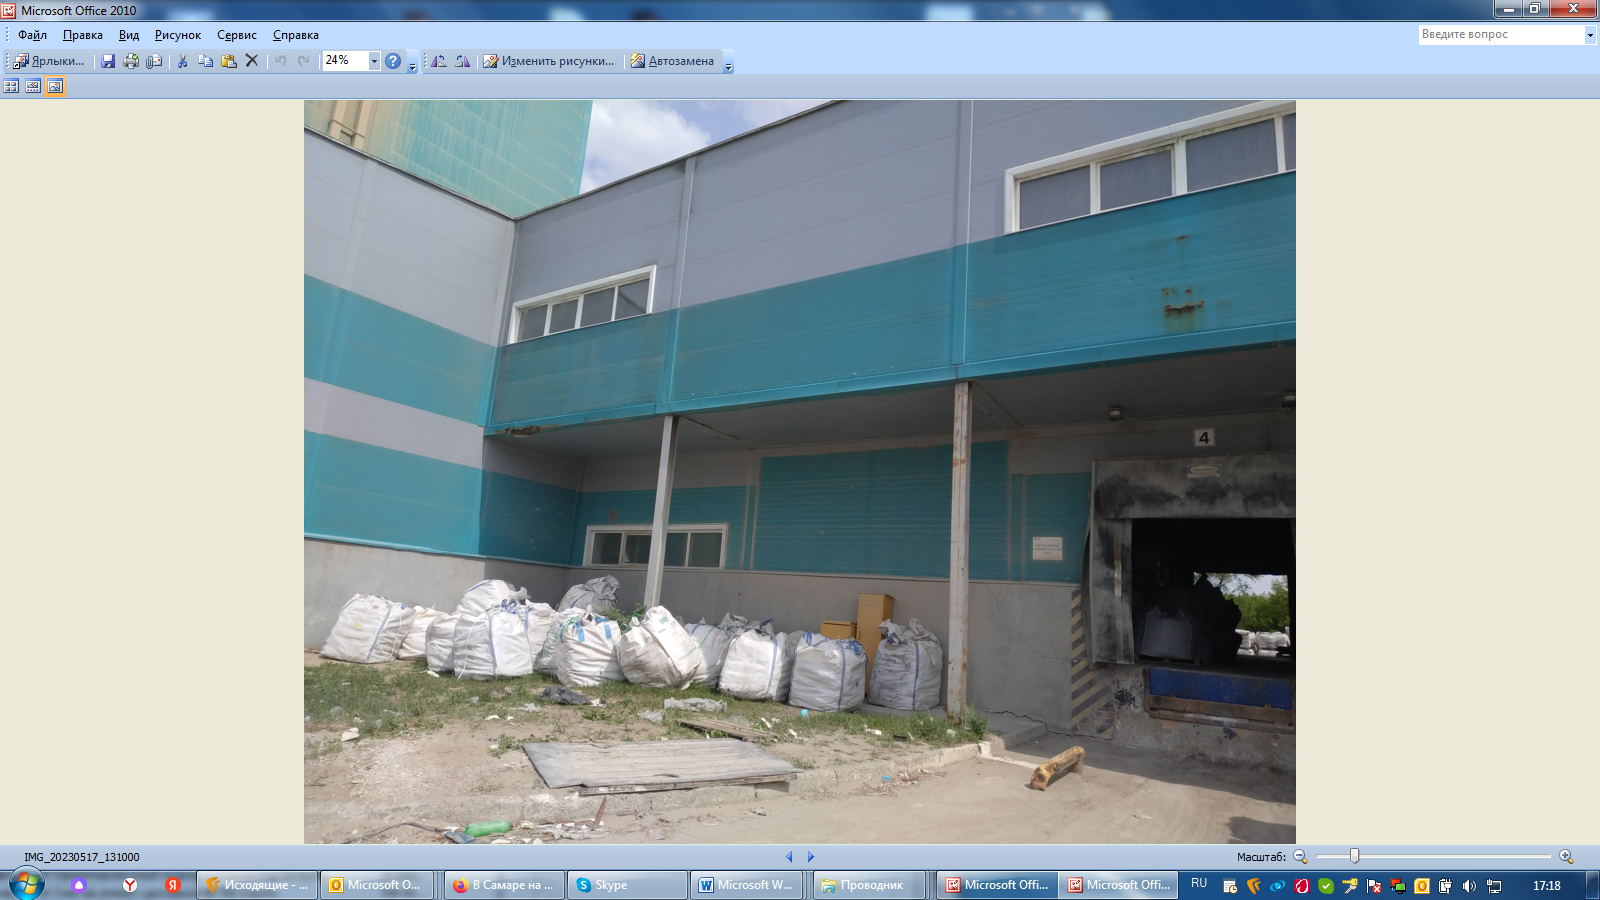 Microsoft Office 2010
Файл Правка Вид Рисунок Сервис Справка
Введите вопрос
Ярлыки... 24% Изменить рисунки... Автозамена
4
IMG_20230517_131000
Масштаб:
Исходящие - ... Microsoft O... В Самаре на ... Skype Microsoft W... Проводник Microsoft Offi... Microsoft Offi... RU 17:18